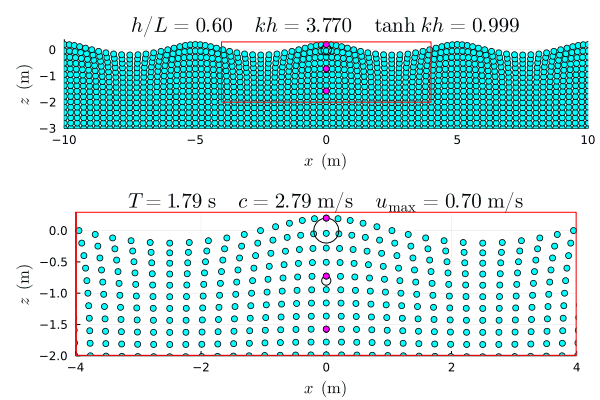 h/L = 0.60 kh = 3.770 tanh kh = 0.999
0
−1
−2
−3
z (m)
−10 −5 0 5 10
x (m)
T = 1.79 s c = 2.79 m/s u_max = 0.70 m/s
0.0
−0.5
−1.0
−1.5
−2.0
z (m)
−4 −2 0 2 4
x (m)